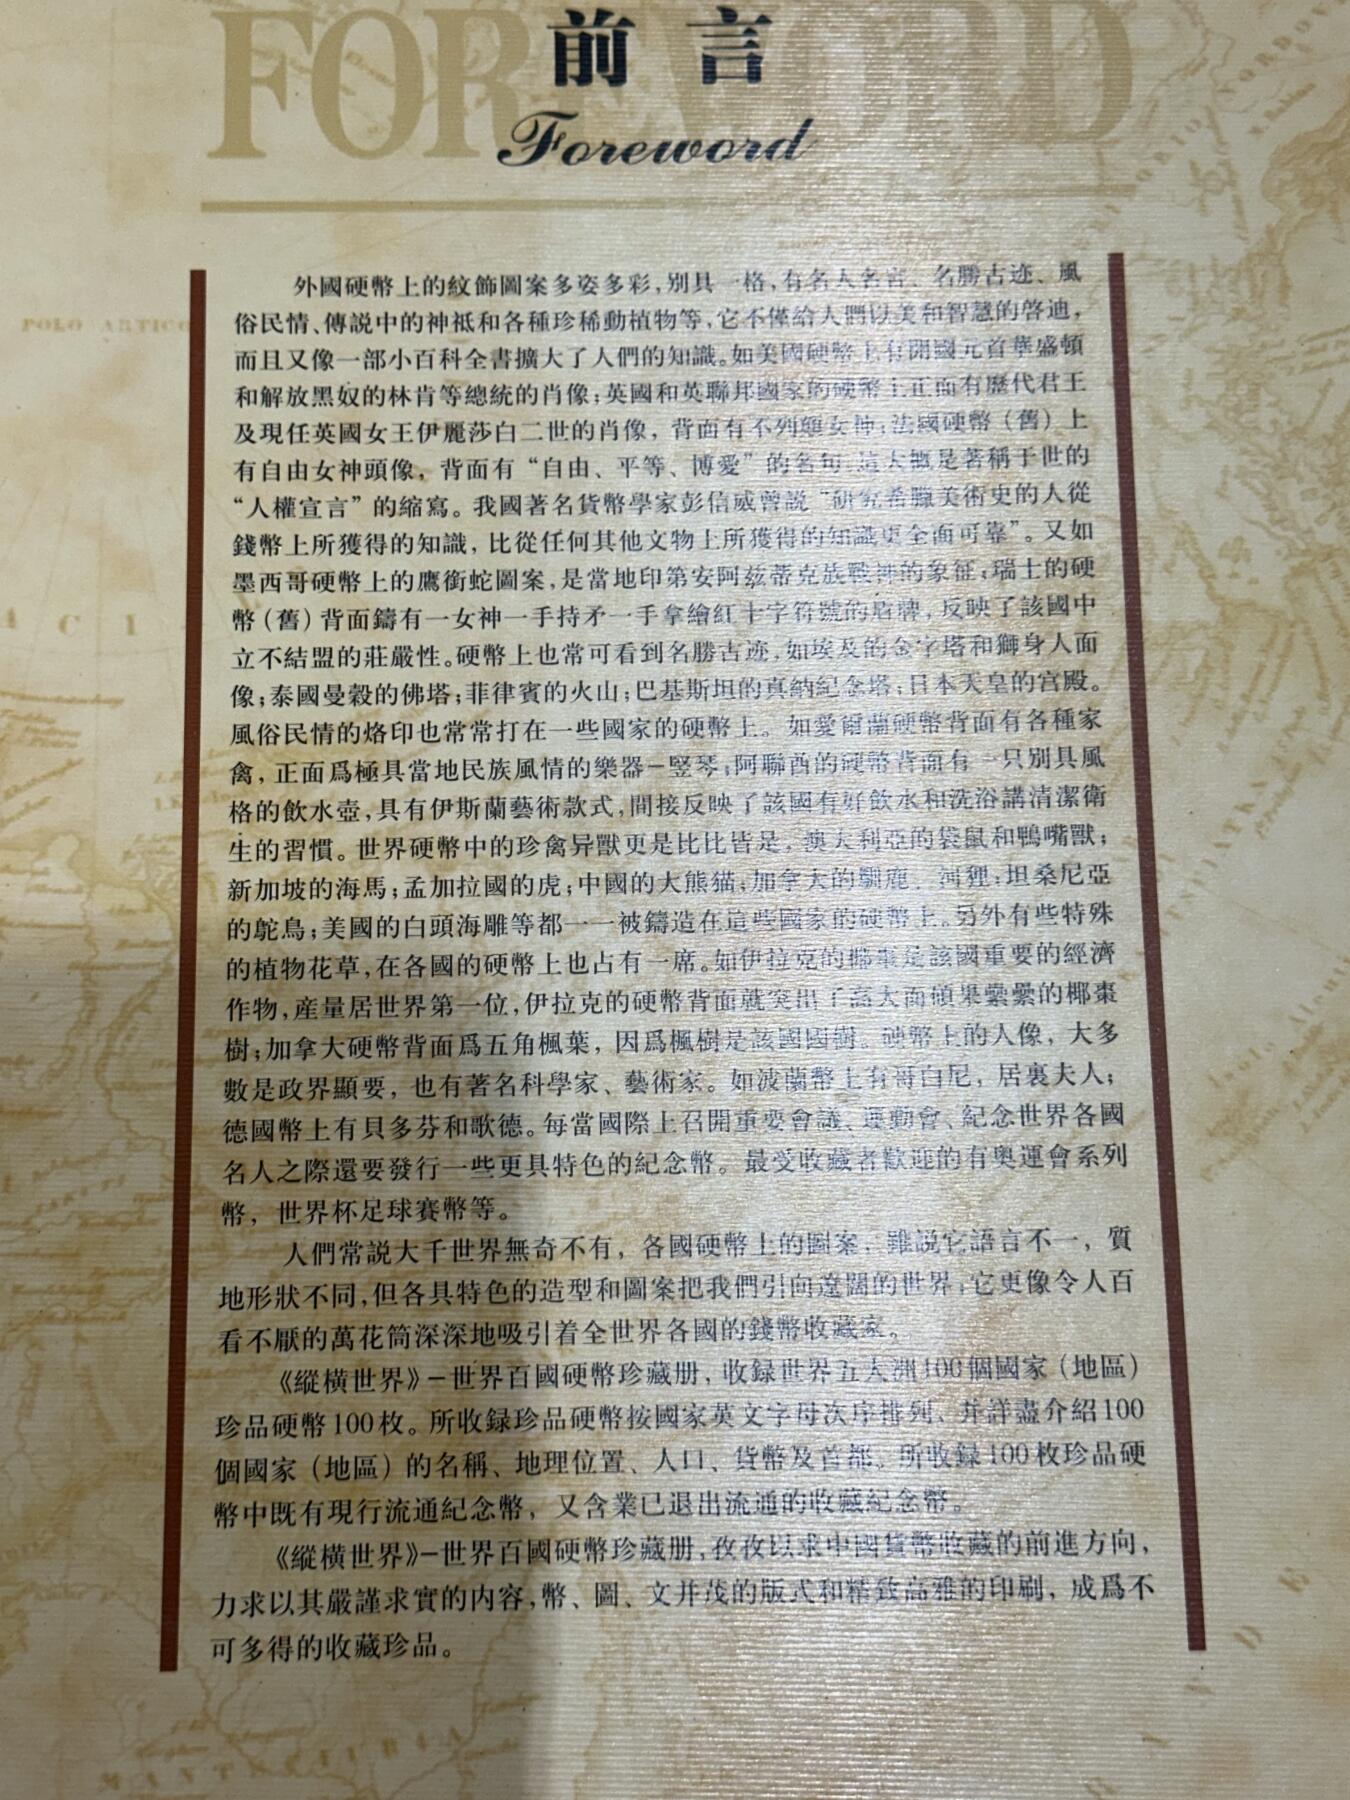 FOREWORD
前言
Foreword
外國硬幣上的紋飾圖案多姿多彩,别具一格,有名人名言、名勝古迹、風
俗民情、傳説中的神祇和各種珍稀動植物等,它不僅給人們以美和智慧的啓迪,
而且又像一部小百科全書擴大了人們的知識。如美國硬幣上有開國元首華盛頓
和解放黑奴的林肯等總統的肖像;英國和英聯邦國家的硬幣上正面有歷代君王
及現任英國女王伊麗莎白二世的肖像，背面有不列顛女神;法國硬幣（舊）上
有自由女神頭像，背面有“自由、平等、博愛”的名句,這大概是著稱于世的
“人權宣言”的縮寫。我國著名貨幣學家彭信威曾説“研究希臘美術史的人從
錢幣上所獲得的知識，比從任何其他文物上所獲得的知識更全面可靠”。又如
墨西哥硬幣上的鷹銜蛇圖案，是當地印第安阿兹蒂克族戰神的象征;瑞士的硬
幣（舊）背面鑄有一女神一手持矛一手拿繪紅十字符號的盾牌，反映了該國中
立不結盟的莊嚴性。硬幣上也常可看到名勝古迹,如埃及的金字塔和獅身人面
像;泰國曼穀的佛塔;菲律賓的火山;巴基斯坦的真納紀念塔;日本天皇的宫殿。
風俗民情的烙印也常常打在一些國家的硬幣上。如愛爾蘭硬幣背面有各種家
禽，正面爲極具當地民族風情的樂器－竪琴;阿聯酋的硬幣背面有一只别具風
格的飲水壺,具有伊斯蘭藝術款式,間接反映了該國有好飲水和洗浴講清潔衛
生的習慣。世界硬幣中的珍禽异獸更是比比皆是，澳大利亞的袋鼠和鴨嘴獸;
新加坡的海馬;孟加拉國的虎;中國的大熊猫;加拿大的馴鹿、河狸;坦桑尼亞
的鴕鳥;美國的白頭海雕等都一一被鑄造在這些國家的硬幣上。另外有些特殊
的植物花草,在各國的硬幣上也占有一席。如伊拉克的椰棗是該國重要的經濟
作物,産量居世界第一位,伊拉克的硬幣背面就突出了高大而碩果纍纍的椰棗
樹;加拿大硬幣背面爲五角楓葉，因爲楓樹是該國國樹。硬幣上的人像，大多
數是政界顯要，也有著名科學家、藝術家。如波蘭幣上有哥白尼，居裏夫人;
德國幣上有貝多芬和歌德。每當國際上召開重要會議、運動會、紀念世界各國
名人之際還要發行一些更具特色的紀念幣。最受收藏者歡迎的有奥運會系列
幣，世界杯足球賽幣等。
人們常説大千世界無奇不有，各國硬幣上的圖案，雖説它語言不一，質
地形狀不同,但各具特色的造型和圖案把我們引向遼闊的世界,它更像令人百
看不厭的萬花筒深深地吸引着全世界各國的錢幣收藏家。
《縱横世界》－世界百國硬幣珍藏册，收録世界五大洲100個國家（地區）
珍品硬幣100枚。所收録珍品硬幣按國家英文字母次序排列、并詳盡介紹100
個國家（地區）的名稱、地理位置、人口、貨幣及首都。所收録100枚珍品硬
幣中既有現行流通紀念幣，又含業已退出流通的收藏紀念幣。
《縱横世界》－世界百國硬幣珍藏册,孜孜以求中國貨幣收藏的前進方向,
力求以其嚴謹求實的内容,幣、圖、文并茂的版式和精致高雅的印刷，成爲不
可多得的收藏珍品。
POLO ARTICO